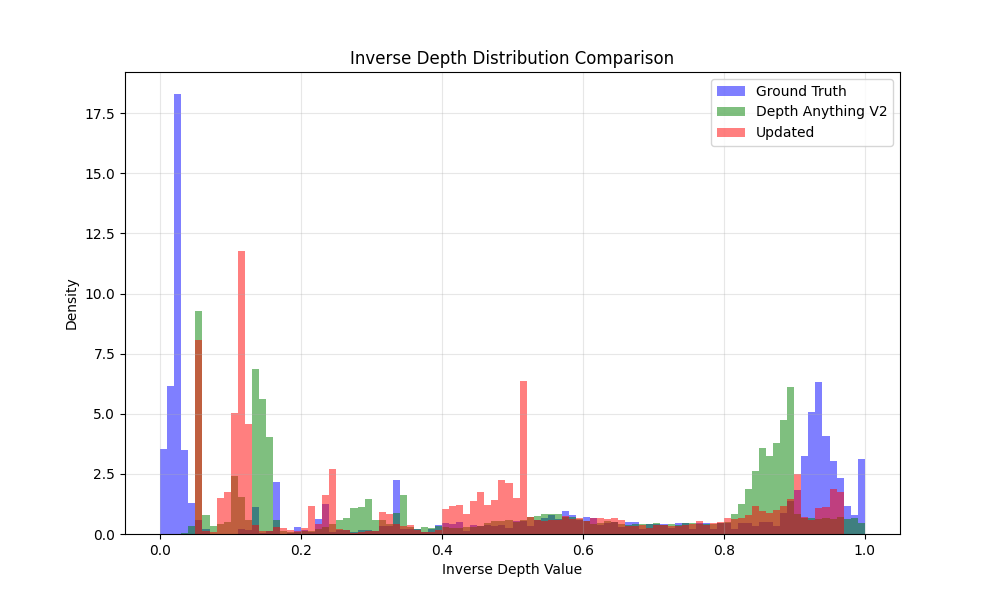 Inverse Depth Distribution Comparison
Ground Truth
Depth Anything V2
Updated
17.5
15.0
12.5
10.0
7.5
5.0
2.5
0.0
Density
0.0 0.2 0.4 0.6 0.8 1.0
Inverse Depth Value